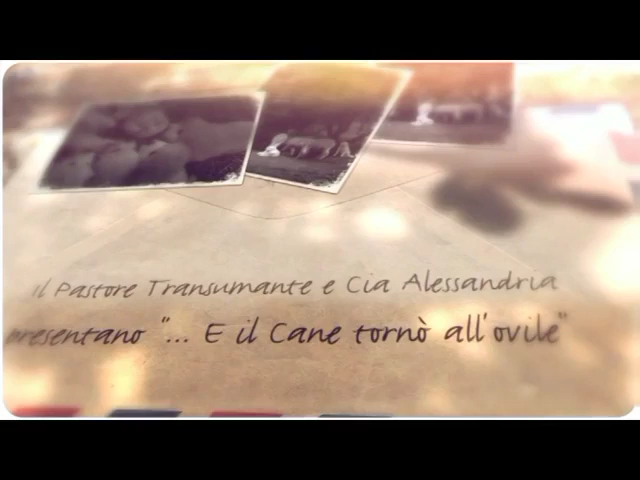 il Pastore Transumante e Cia Alessandria
presentano "... E il Cane tornò all'ovile"